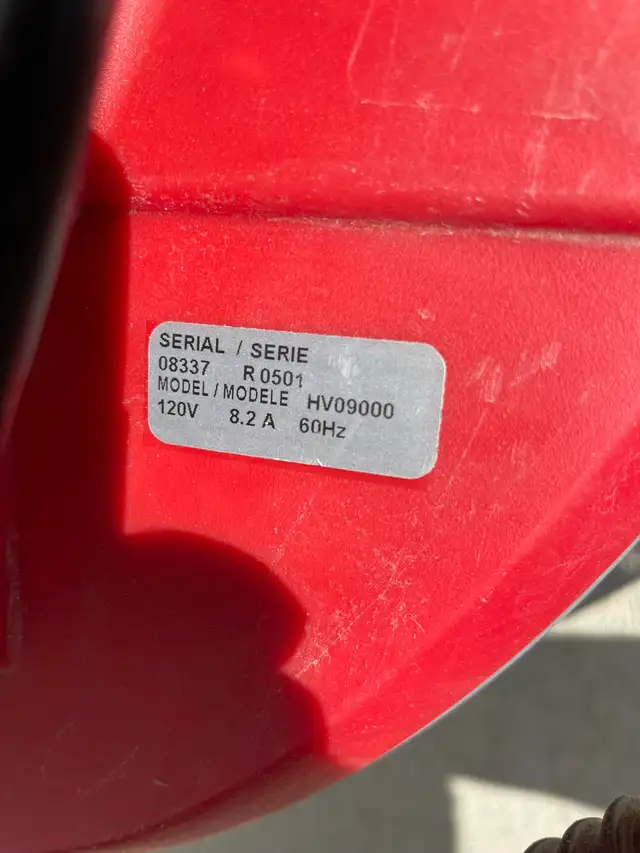 SERIAL / SERIE
08337 R 0501
MODEL / MODELE HV09000
120V 8.2 A 60Hz